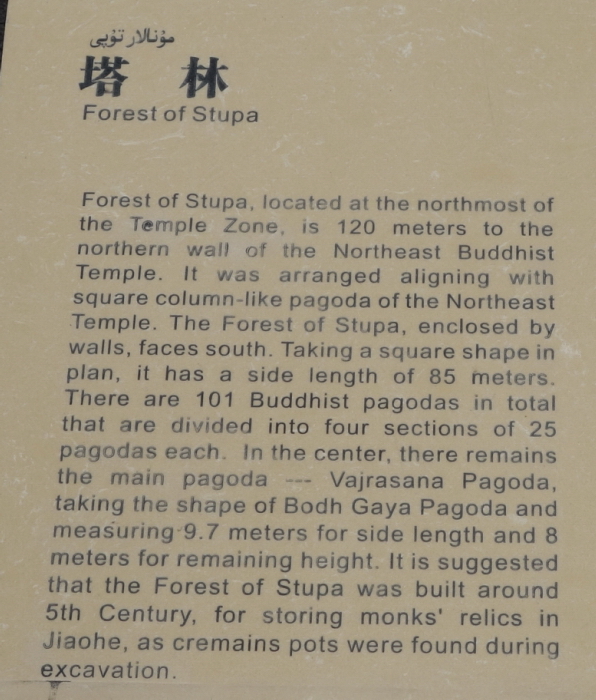 مۇنالار تۈپى
塔 林
Forest of Stupa
Forest of Stupa, located at the northmost of
the Temple Zone, is 120 meters to the
northern wall of the Northeast Buddhist
Temple. It was arranged aligning with
square column-like pagoda of the Northeast
Temple. The Forest of Stupa, enclosed by
walls, faces south. Taking a square shape in
plan, it has a side length of 85 meters.
There are 101 Buddhist pagodas in total
that are divided into four sections of 25
pagodas each. In the center, there remains
the main pagoda --- Vajrasana Pagoda,
taking the shape of Bodh Gaya Pagoda and
measuring 9.7 meters for side length and 8
meters for remaining height. It is suggested
that the Forest of Stupa was built around
5th Century, for storing monks' relics in
Jiaohe, as cremains pots were found during
excavation.